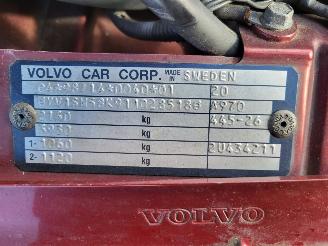 VOLVO CAR CORP. MADE IN SWEDEN
20
A970
2130 kg 445-26
3930 kg
1- 1060 kg 2U434211
2- 1120 kg
VOLVO